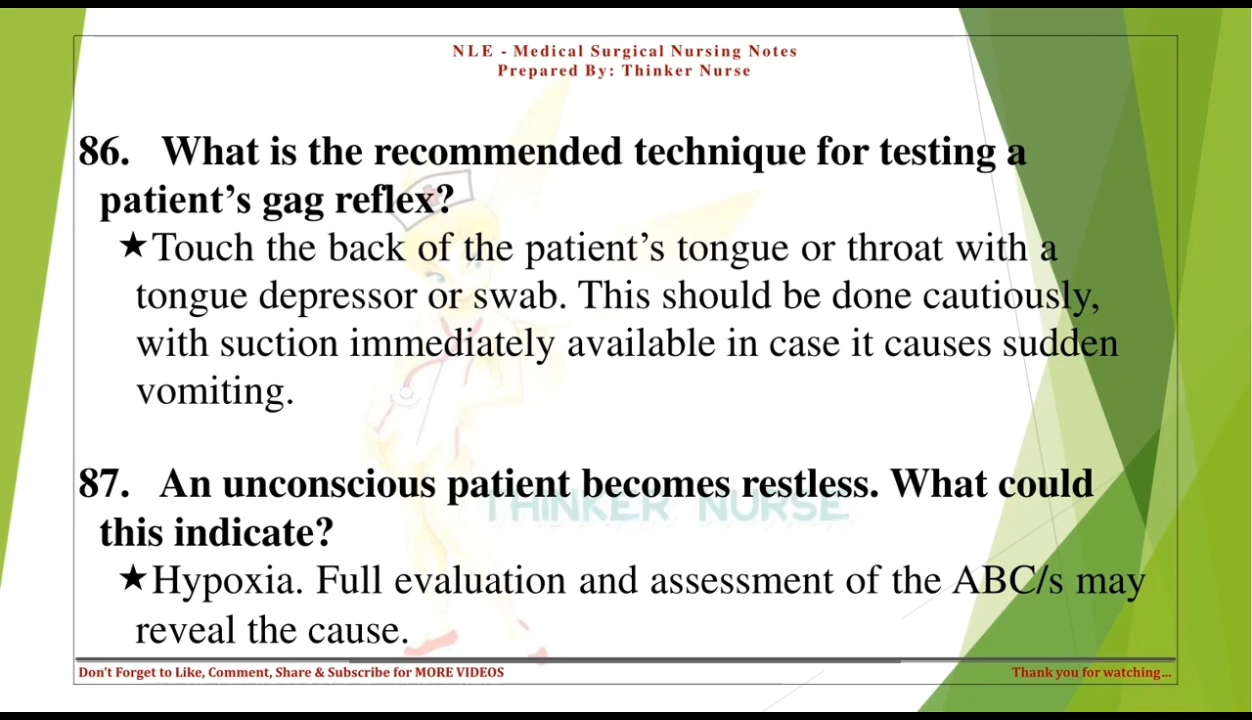 NLE - Medical Surgical Nursing Notes
Prepared By: Thinker Nurse
86. What is the recommended technique for testing a
patient’s gag reflex?
★Touch the back of the patient’s tongue or throat with a
tongue depressor or swab. This should be done cautiously,
with suction immediately available in case it causes sudden
vomiting.
87. An unconscious patient becomes restless. What could
THINKER NURSE
this indicate?
★Hypoxia. Full evaluation and assessment of the ABC/s may
reveal the cause.
Don’t Forget to Like, Comment, Share & Subscribe for MORE VIDEOS
Thank you for watching...